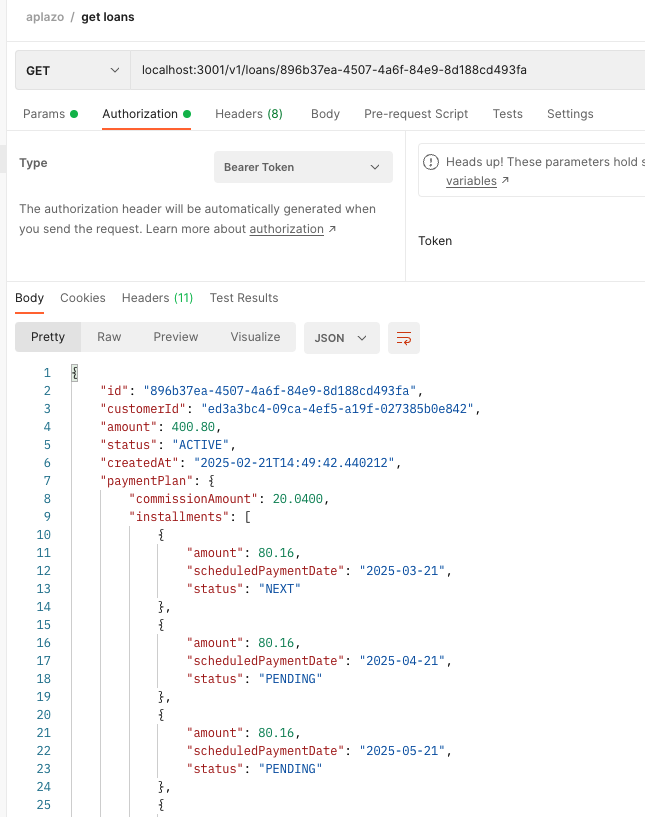 aplazo / get loans
GET localhost:3001/v1/loans/896b37ea-4507-4a6f-84e9-8d188cd493fa
Params Authorization Headers (8) Body Pre-request Script Tests Settings
Type
Bearer Token
Heads up! These parameters hold s
variables ↗
The authorization header will be automatically generated when
you send the request. Learn more about authorization ↗
Token
Body Cookies Headers (11) Test Results
Pretty Raw Preview Visualize JSON
1 {
2 "id": "896b37ea-4507-4a6f-84e9-8d188cd493fa",
3 "customerId": "ed3a3bc4-09ca-4ef5-a19f-027385b0e842",
4 "amount": 400.80,
5 "status": "ACTIVE",
6 "createdAt": "2025-02-21T14:49:42.440212",
7 "paymentPlan": {
8 "commissionAmount": 20.0400,
9 "installments": [
10 {
11 "amount": 80.16,
12 "scheduledPaymentDate": "2025-03-21",
13 "status": "NEXT"
14 },
15 {
16 "amount": 80.16,
17 "scheduledPaymentDate": "2025-04-21",
18 "status": "PENDING"
19 },
20 {
21 "amount": 80.16,
22 "scheduledPaymentDate": "2025-05-21",
23 "status": "PENDING"
24 },
25 {